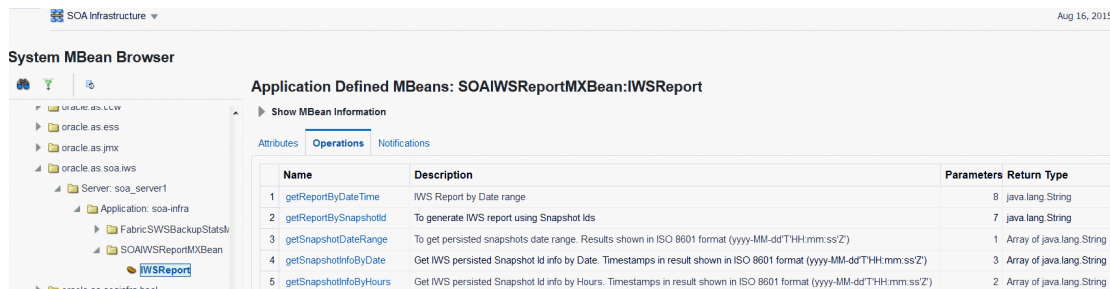 SOA Infrastructure
Aug 16, 2015
System MBean Browser
oracle.as.ccw
oracle.as.ess
oracle.as.jmx
oracle.as.soa.iws
Server: soa_server1
Application: soa-infra
FabricSWSBackupStatsM
SOAIWSReportMXBean
IWSReport
Application Defined MBeans: SOAIWSReportMXBean:IWSReport
Show MBean Information
Attributes Operations Notifications
Name Description Parameters Return Type
1 getReportByDateTime IWS Report by Date range 8 java.lang.String
2 getReportBySnapshotId To generate IWS report using Snapshot Ids 7 java.lang.String
3 getSnapshotDateRange To get persisted snapshots date range. Results shown in ISO 8601 format (yyyy-MM-dd'T'HH:mm:ss'Z') 1 Array of java.lang.String
4 getSnapshotInfoByDate Get IWS persisted Snapshot Id info by Date. Timestamps in result shown in ISO 8601 format (yyyy-MM-dd'T'HH:mm:ss'Z') 3 Array of java.lang.String
5 getSnapshotInfoByHours Get IWS persisted Snapshot Id info by Hours. Timestamps in result shown in ISO 8601 format (yyyy-MM-dd'T'HH:mm:ss'Z') 2 Array of java.lang.String